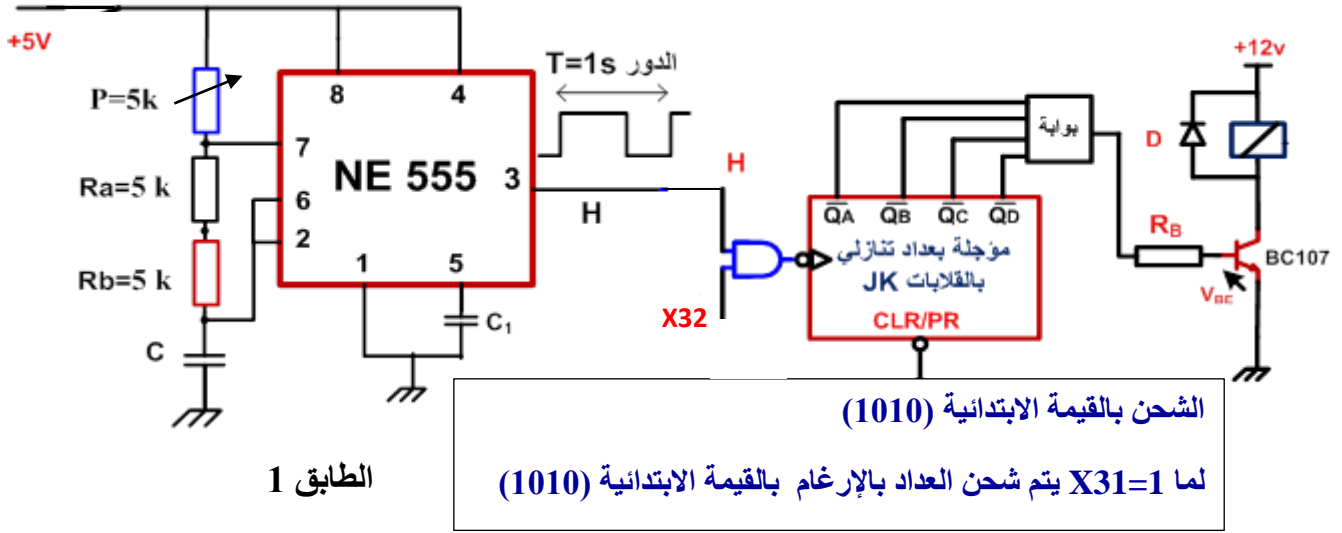 +5V
P=5k
Ra=5 k
Rb=5 k
C
8
4
7
6
2
NE 555
3
1
5
C1
T=1s الدور
H
H
X32
Q̅A Q̅B Q̅C Q̅D
مؤجلة بعداد تنازلي
بالقلابات JK
CLR/PR
بوابة
RB
VBE
BC107
D
+12v
الشحن بالقيمة الابتدائية (1010)
لما X31=1 يتم شحن العداد بالإرغام بالقيمة الابتدائية (1010)
الطابق 1